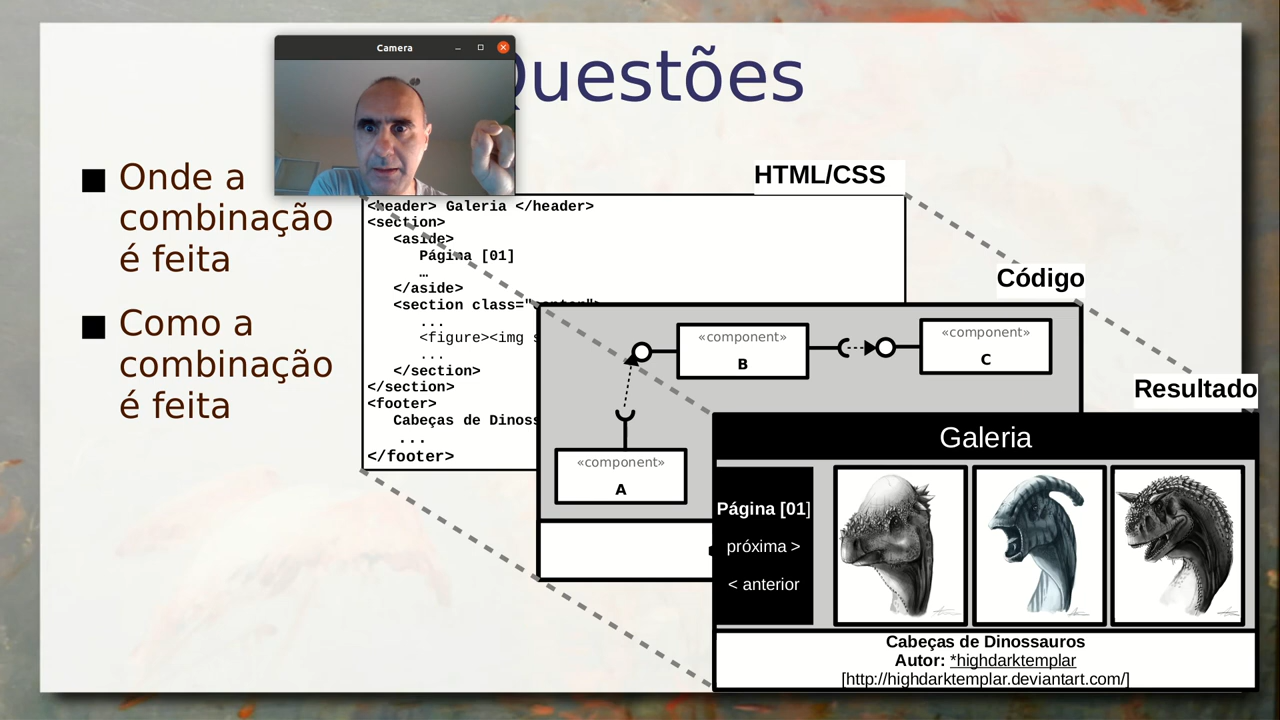 Camera
Questões
Onde a
combinação
é feita
Como a
combinação
é feita
HTML/CSS
<header> Galeria </header>
<section>
<aside>
Página [01]
…
</aside>
<section class="center">
...
<figure><img s
...
</section>
</section>
<footer>
Cabeças de Dinoss
...
</footer>
Código
«component»
B
«component»
C
«component»
A
Resultado
Galeria
Página [01]
próxima >
< anterior
Cabeças de Dinossauros
Autor: *highdarktemplar
[http://highdarktemplar.deviantart.com/]